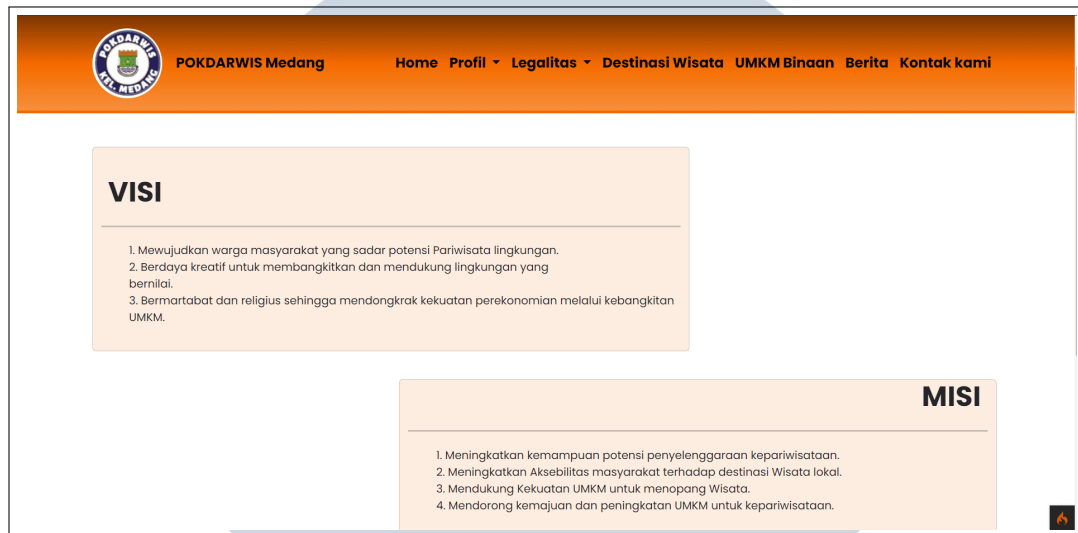 POKDARWIS
KEL. MEDANG
POKDARWIS Medang
Home Profil Legalitas Destinasi Wisata UMKM Binaan Berita Kontak kami
VISI
1. Mewujudkan warga masyarakat yang sadar potensi Pariwisata lingkungan.
2. Berdaya kreatif untuk membangkitkan dan mendukung lingkungan yang
bernilai.
3. Bermartabat dan religius sehingga mendongkrak kekuatan perekonomian melalui kebangkitan
UMKM.
MISI
1. Meningkatkan kemampuan potensi penyelenggaraan kepariwisataan.
2. Meningkatkan Aksebilitas masyarakat terhadap destinasi Wisata lokal.
3. Mendukung Kekuatan UMKM untuk menopang Wisata.
4. Mendorong kemajuan dan peningkatan UMKM untuk kepariwisataan.